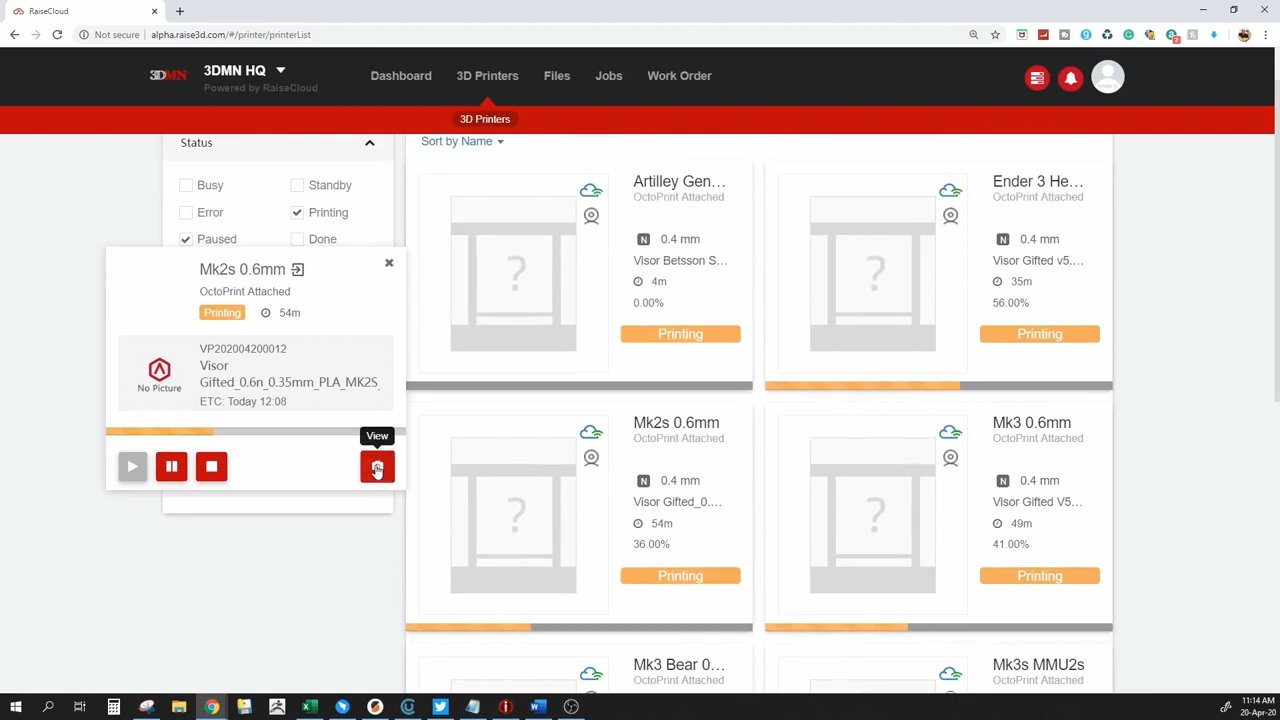 RaiseCloud
Not secure
alpha.raise3d.com/#/printer/printerList
7
3DMN
3DMN HQ
Powered by RaiseCloud
Dashboard
3D Printers
Files
Jobs
Work Order
3D Printers
Status
Busy
Standby
Error
Printing
Paused
Done
Mk2s 0.6mm
OctoPrint Attached
Printing
54m
No Picture
VP202004200012
Visor
Gifted_0.6n_0.35mm_PLA_MK2S_
ETC: Today 12:08
View
Sort by Name
Artilley Gen...
OctoPrint Attached
N 0.4 mm
Visor Betsson S...
4m
0.00%
Printing
?
Ender 3 He...
OctoPrint Attached
N 0.4 mm
Visor Gifted v5....
35m
56.00%
Printing
?
Mk2s 0.6mm
OctoPrint Attached
N 0.4 mm
Visor Gifted_0....
54m
36.00%
Printing
?
Mk3 0.6mm
OctoPrint Attached
N 0.4 mm
Visor Gifted V5...
49m
41.00%
Printing
?
Mk3 Bear 0...
OctoPrint Attached
Mk3s MMU2s
OctoPrint Attached
11:14 AM
20-Apr-20